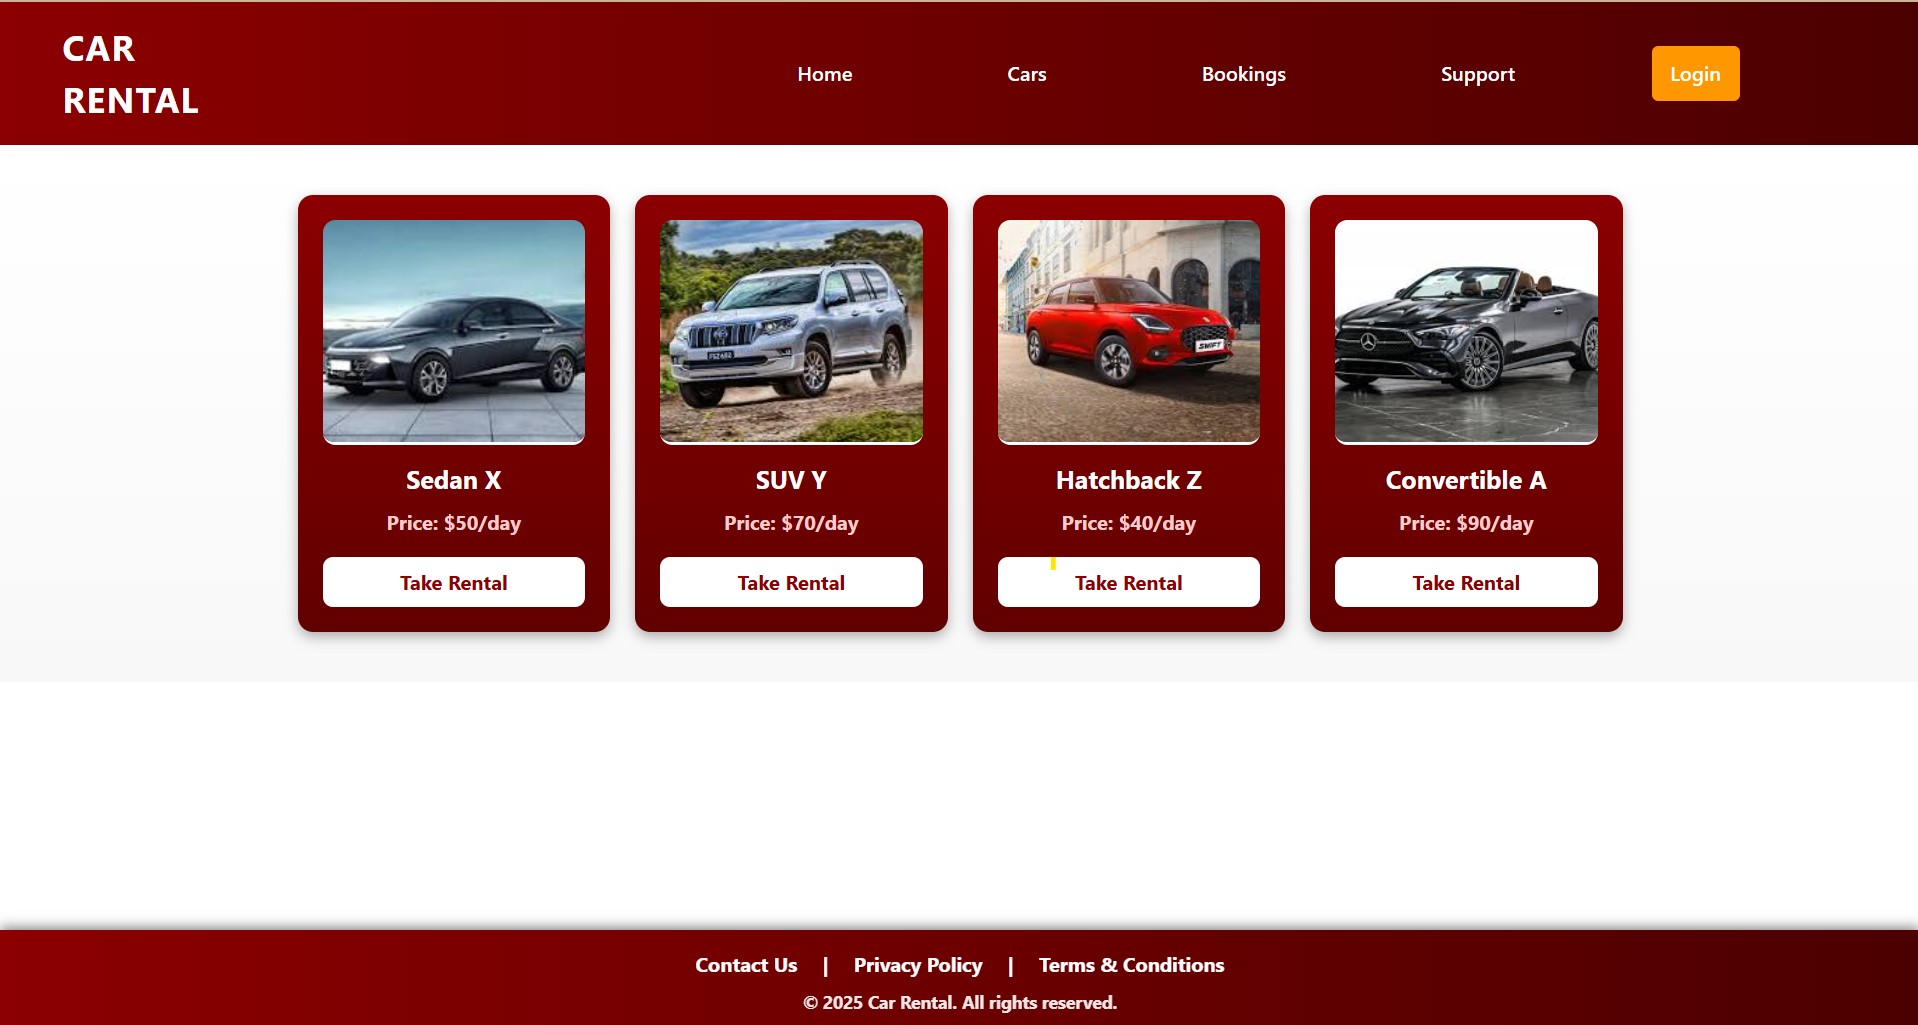 CAR
RENTAL
Home Cars Bookings Support Login
SWIFT
Sedan X SUV Y Hatchback Z Convertible A
Price: $50/day Price: $70/day Price: $40/day Price: $90/day
Take Rental Take Rental Take Rental Take Rental
Contact Us | Privacy Policy | Terms & Conditions
© 2025 Car Rental. All rights reserved.